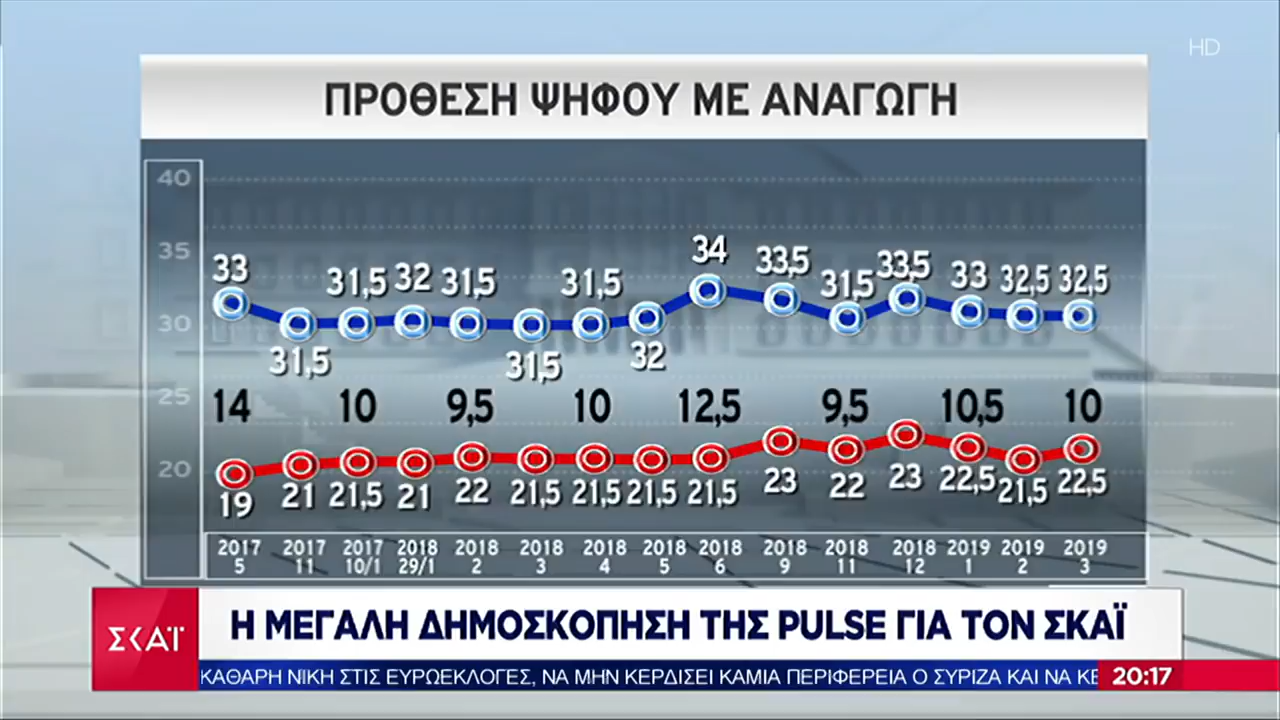 HD
ΠΡΟΘΕΣΗ ΨΗΦΟΥ ΜΕ ΑΝΑΓΩΓΗ
40
35
30
25
20
33 31,5 31,5 32 31,5 31,5 31,5 32 34 33,5 31,5 33,5 33 32,5 32,5
14 10 9,5 10 12,5 9,5 10,5 10
19 21 21,5 21 22 21,5 21,5 21,5 21,5 23 22 23 22,5 21,5 22,5
2017 2017 2017 2018 2018 2018 2018 2018 2018 2018 2018 2018 2019 2019 2019
5 11 10/1 29/1 2 3 4 5 6 9 11 12 1 2 3
ΣΚΑΪ
Η ΜΕΓΑΛΗ ΔΗΜΟΣΚΟΠΗΣΗ ΤΗΣ PULSE ΓΙΑ ΤΟΝ ΣΚΑΪ
ΚΑΘΑΡΗ ΝΙΚΗ ΣΤΙΣ ΕΥΡΩΕΚΛΟΓΕΣ, ΝΑ ΜΗΝ ΚΕΡΔΙΣΕΙ ΚΑΜΙΑ ΠΕΡΙΦΕΡΕΙΑ Ο ΣΥΡΙΖΑ ΚΑΙ ΝΑ ΚΕ
20:17